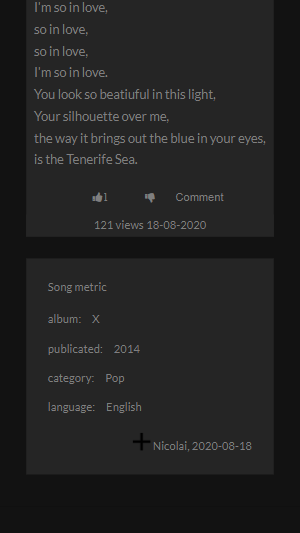 I'm so in love,
so in love,
so in love,
I'm so in love.
You look so beatiuful in this light,
Your silhouette over me,
the way it brings out the blue in your eyes,
is the Tenerife Sea.
1 Comment
121 views 18-08-2020
Song metric
album: X
publicated: 2014
category: Pop
language: English
Nicolai, 2020-08-18